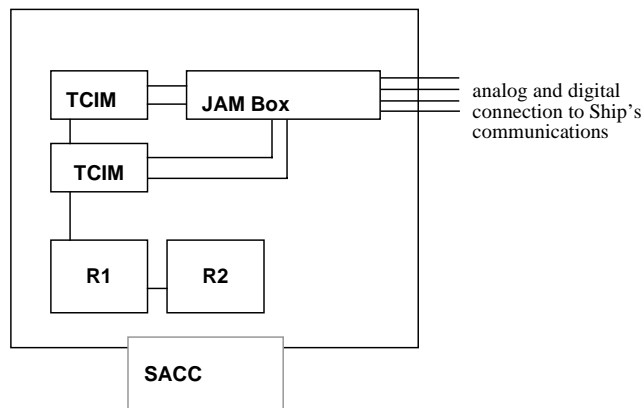 TCIM
JAM Box
analog and digital
connection to Ship's
communications
TCIM
R1
R2
SACC